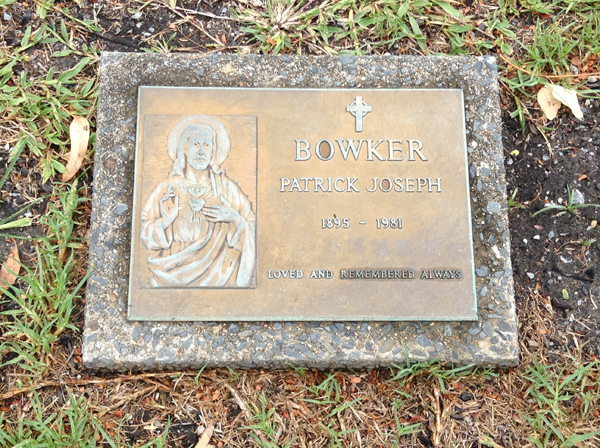 BOWKER
PATRICK JOSEPH
1895 - 1981
LOVED AND REMEMBERED ALWAYS